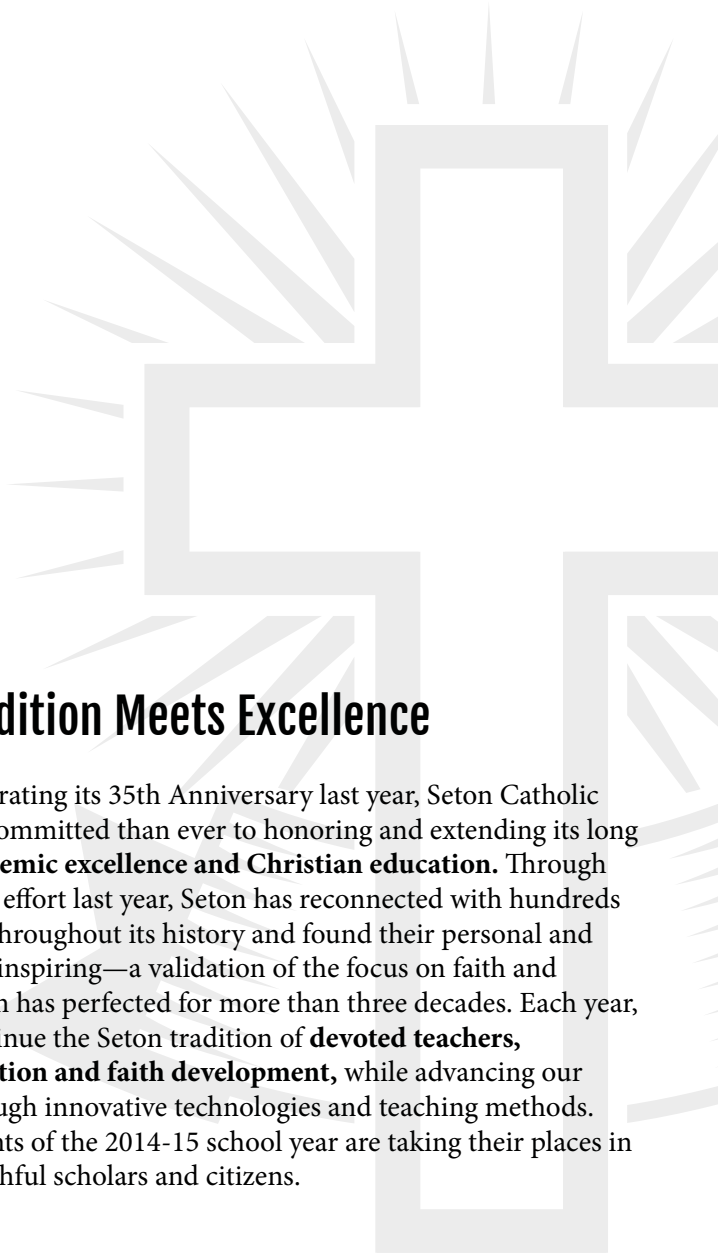 dition Meets Excellence
rating its 35th Anniversary last year, Seton Catholic
ommitted than ever to honoring and extending its long
emic excellence and Christian education. Through
effort last year, Seton has reconnected with hundreds
hroughout its history and found their personal and
inspiring—a validation of the focus on faith and
n has perfected for more than three decades. Each year,
inue the Seton tradition of devoted teachers,
tion and faith development, while advancing our
ugh innovative technologies and teaching methods.
nts of the 2014-15 school year are taking their places in
hful scholars and citizens.